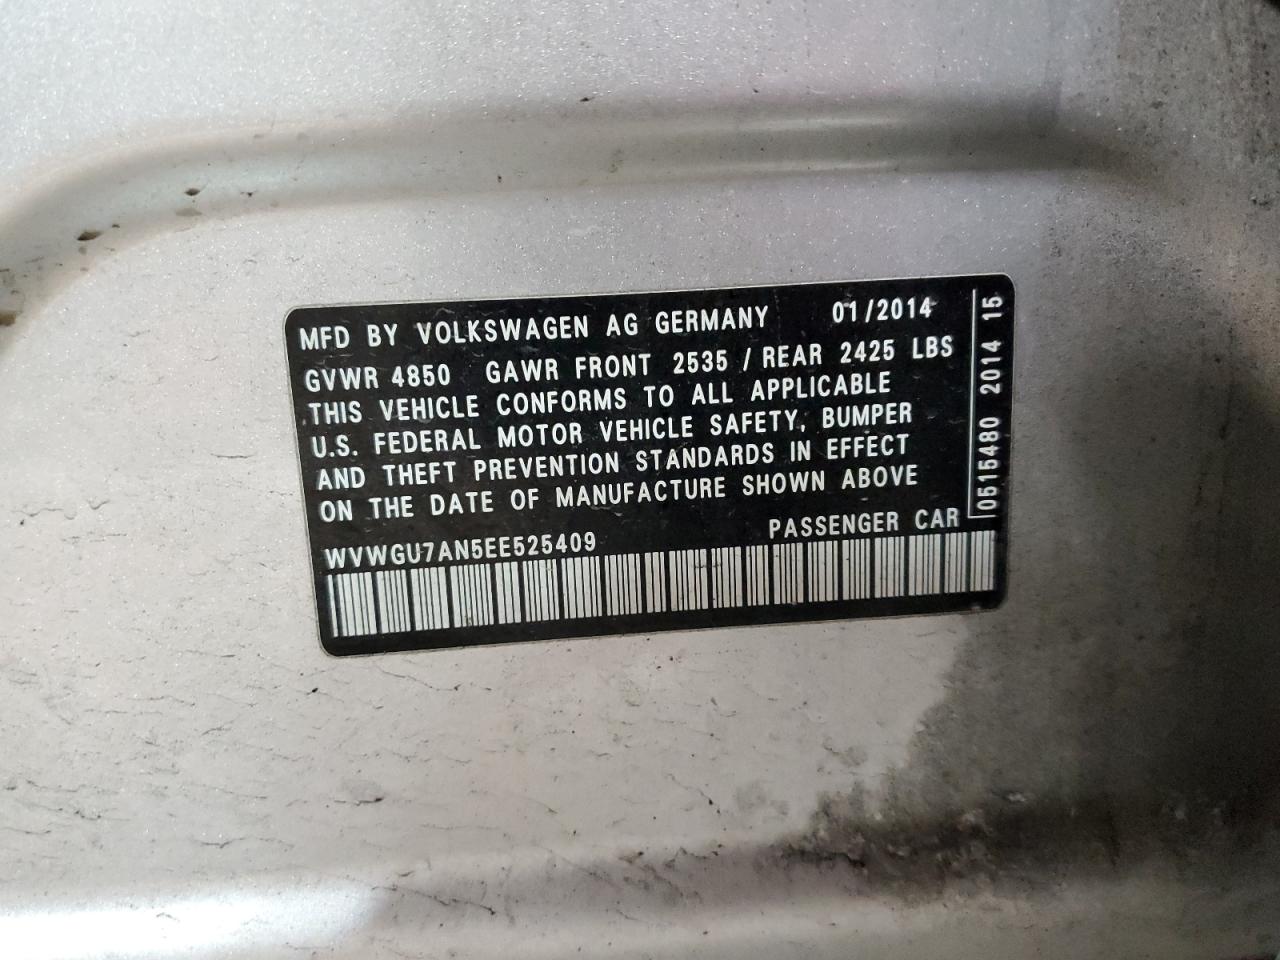 MFD BY VOLKSWAGEN AG GERMANY 01/2014
GVWR 4850 GAWR FRONT 2535 / REAR 2425 LBS
THIS VEHICLE CONFORMS TO ALL APPLICABLE
U.S. FEDERAL MOTOR VEHICLE SAFETY, BUMPER
AND THEFT PREVENTION STANDARDS IN EFFECT
ON THE DATE OF MANUFACTURE SHOWN ABOVE
PASSENGER CAR
WVWGU7AN5EE525409
0515480 2014 15